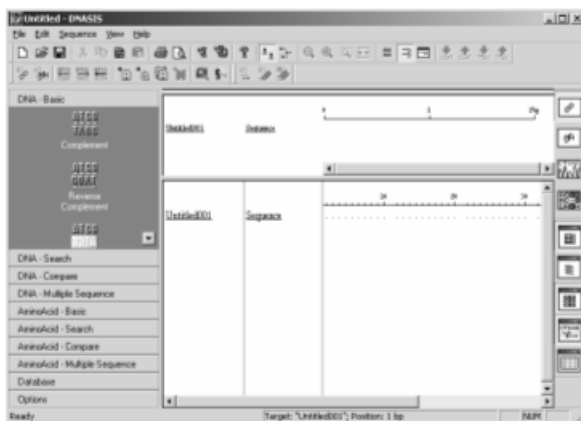 Untitled - DNASIS
File Edit Sequence View Help
DNA - Basic
Complement
Reverse
Complement
DNA - Search
DNA - Compare
DNA - Multiple Sequence
AminoAcid - Basic
AminoAcid - Search
AminoAcid - Compare
AminoAcid - Multiple Sequence
Database
Options
Untitled001 Sequence
Untitled001 Sequence
Ready Target: "Untitled001"; Position: 1 bp NUM